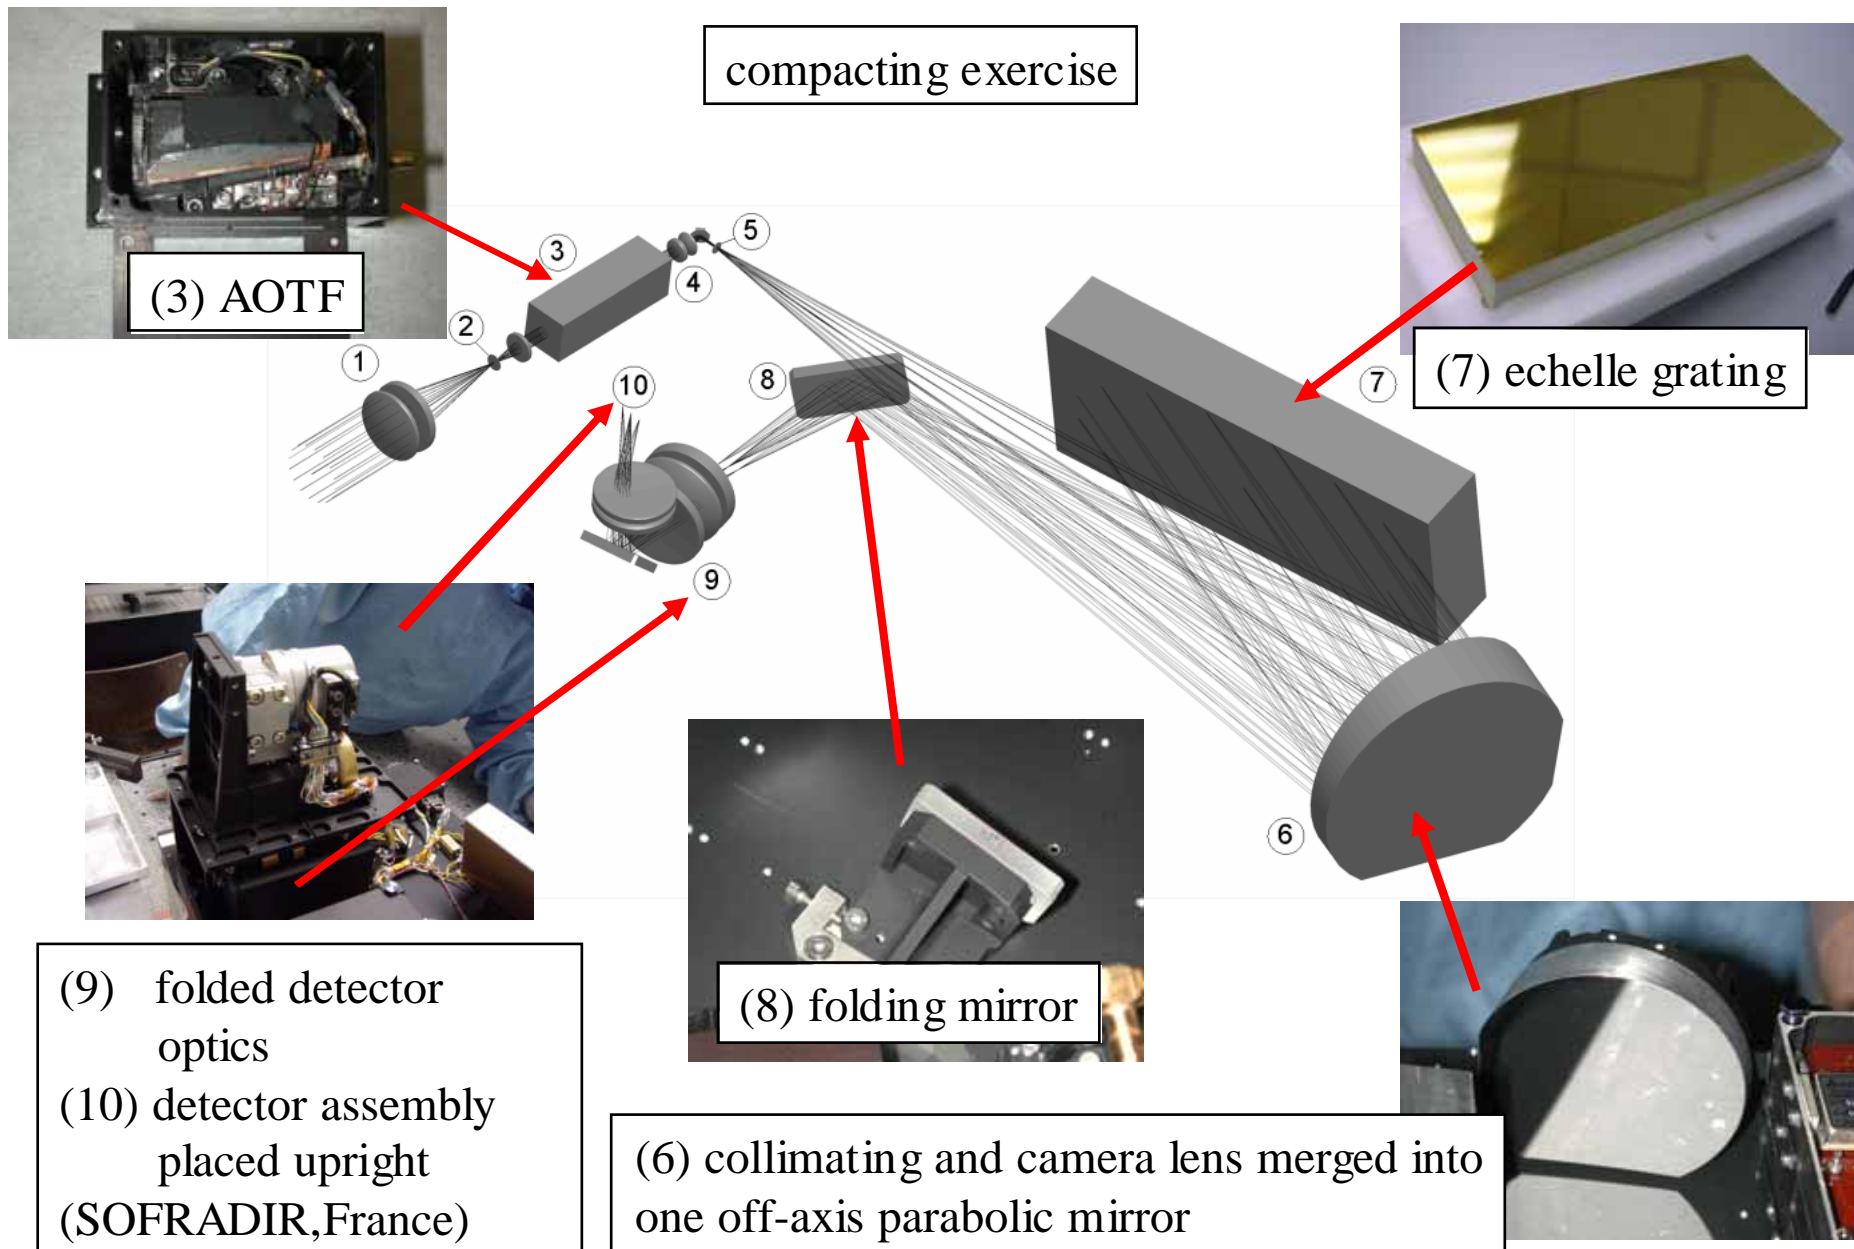 compacting exercise
(3) AOTF
1
2
3
4
5
10
8
7
(7) echelle grating
9
6
(8) folding mirror
(9) folded detector
optics
(10) detector assembly
placed upright
(SOFRADIR,France)
(6) collimating and camera lens merged into
one off-axis parabolic mirror